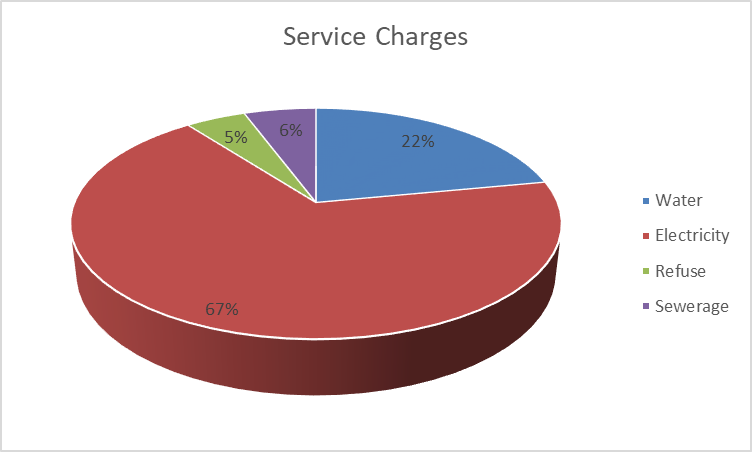 Service Charges
5%
6%
22%
67%
Water
Electricity
Refuse
Sewerage